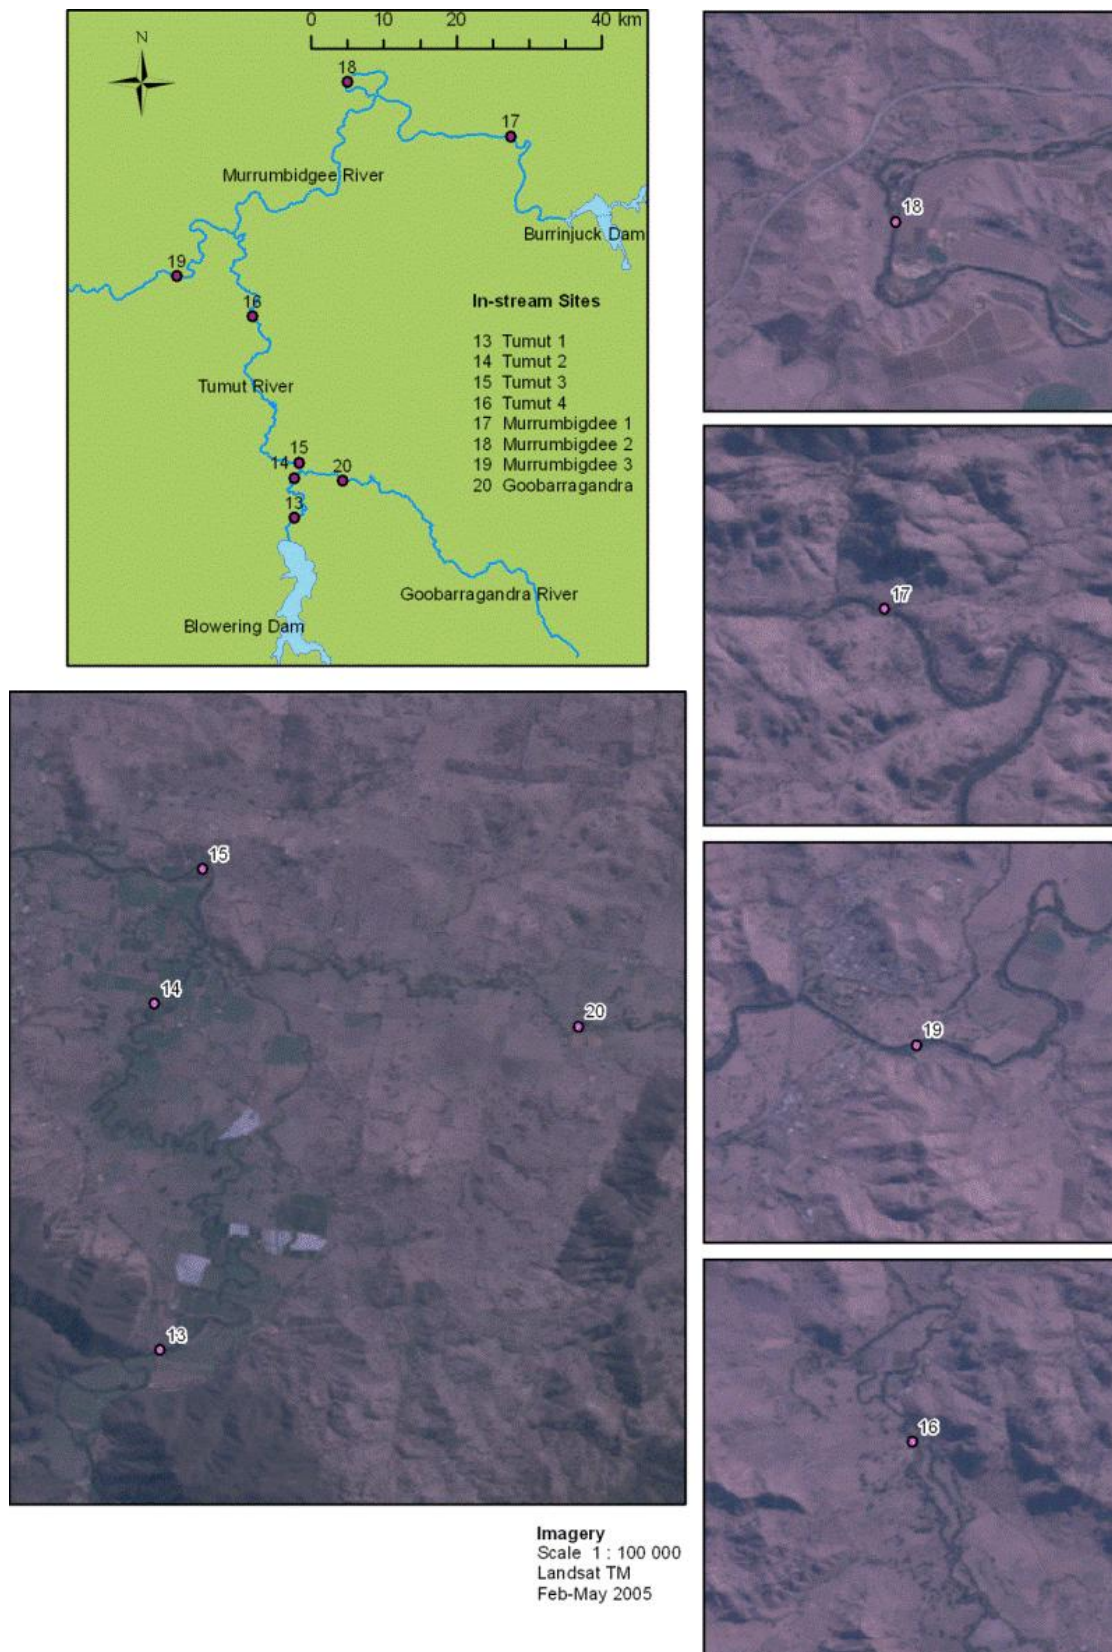 0 10 20 40 km
N
18
17
Murrumbidgee River
Burrinjuck Dam
19
16
In-stream Sites
13 Tumut 1
14 Tumut 2
15 Tumut 3
16 Tumut 4
17 Murrumbigdee 1
18 Murrumbigdee 2
19 Murrumbigdee 3
20 Goobarragandra
Tumut River
15
14
20
13
Goobarragandra River
Blowering Dam
18
17
19
16
15
14
20
13
Imagery
Scale 1 : 100 000
Landsat TM
Feb-May 2005